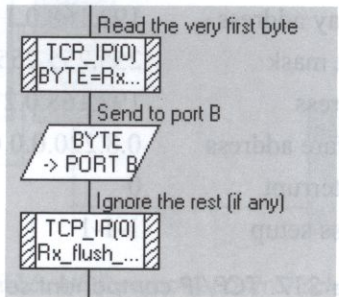 Read the very first byte
TCP_IP(0)
BYTE=Rx...
Send to port B
BYTE
-> PORT B
Ignore the rest (if any)
TCP_IP(0)
Rx_flush_...